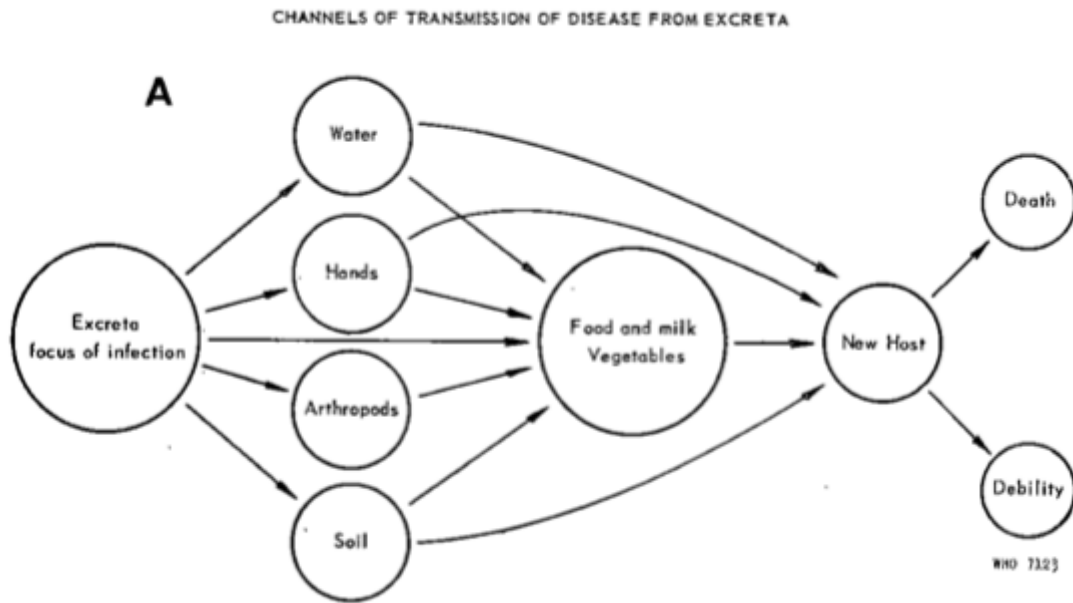 CHANNELS OF TRANSMISSION OF DISEASE FROM EXCRETA
A
Water
Hands
Excreta
focus of infection
Arthropods
Soil
Food and milk
Vegetables
New Host
Death
Debility
WHO 7323